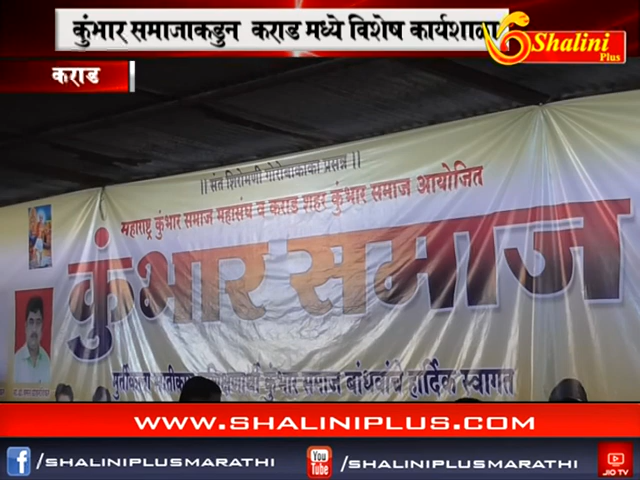 कुंभार समाजाकडुन कराड मध्ये विशेष कार्यशाळा
Shalini
Plus
कराड
।। संत शिरोमणी गोरोबाकाका प्रसन्न ।।
महाराष्ट्र कुंभार समाज महासंघ व कराड शहर कुंभार समाज आयोजित
कुंभार समाज
कुंभार समाज बांधवांचे हार्दिक स्वागत
WWW.SHALINIPLUS.COM
/SHALINIPLUSMARATHI
You Tube /SHALINIPLUSMARATHI
JIO TV